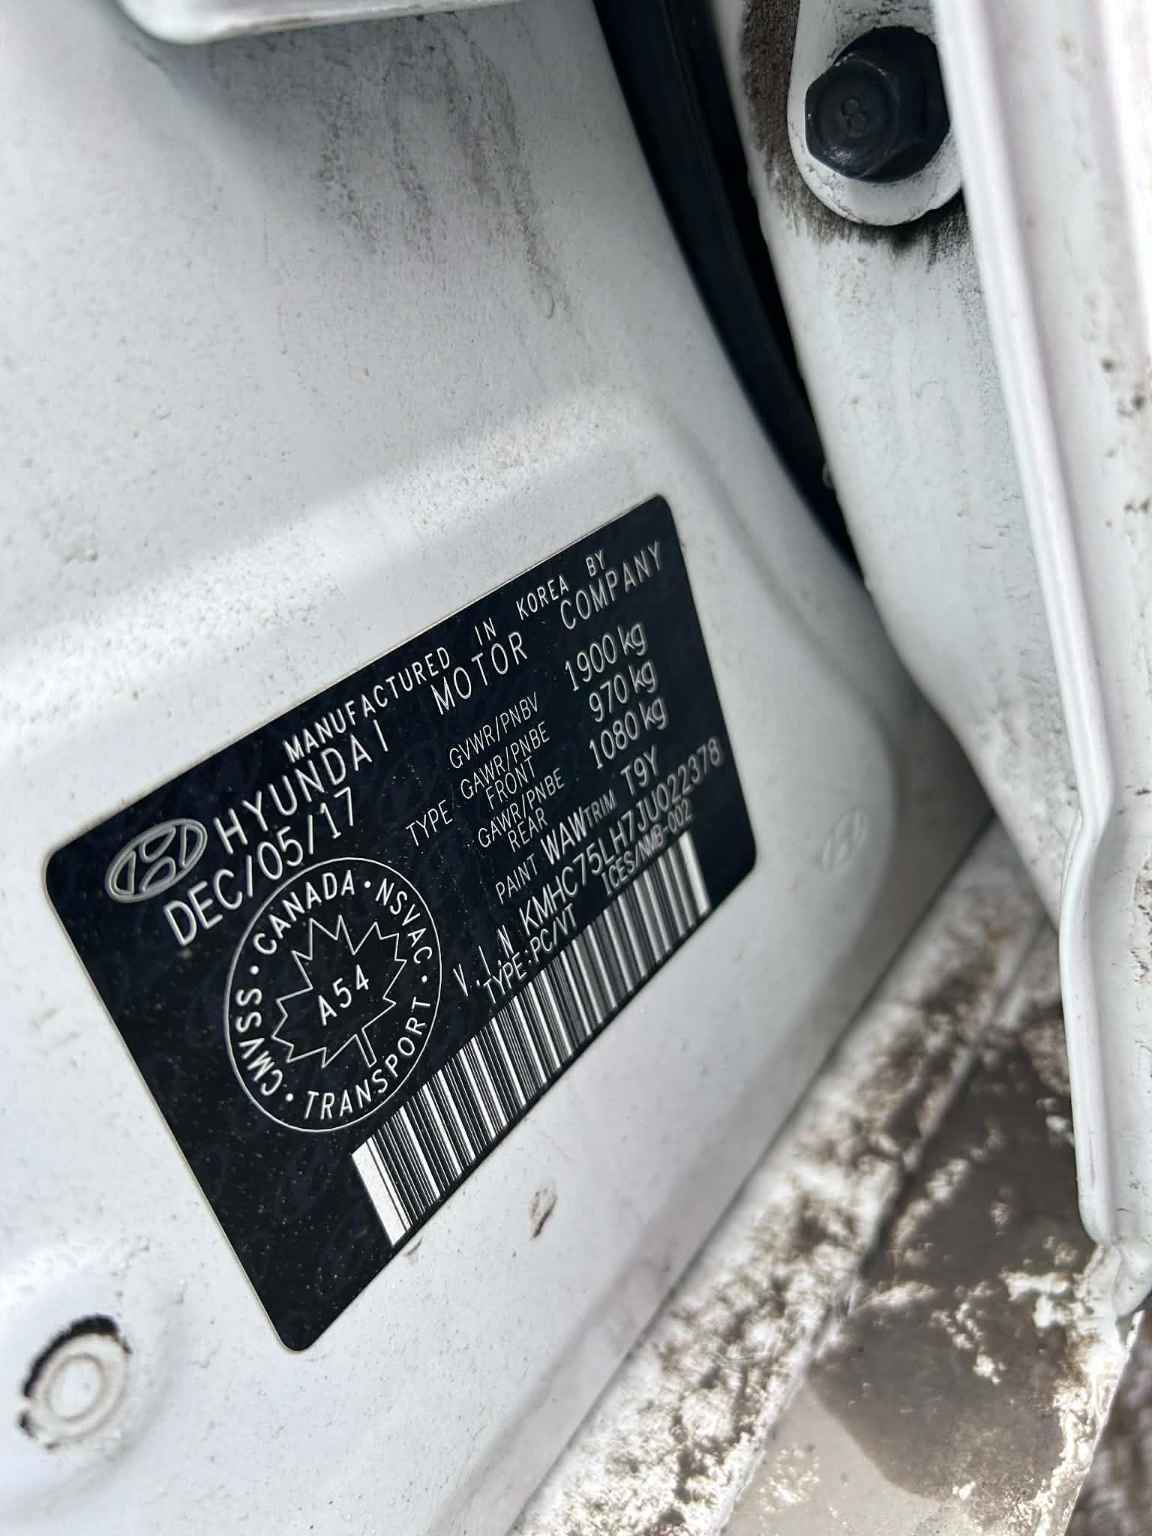 MANUFACTURED IN KOREA BY
HYUNDAI MOTOR COMPANY
DEC/05/17
GVWR/PNBV 1900 kg
TYPE/ GAWR/PNBE FRONT 970 kg
GAWR/PNBE REAR 1080 kg
PAINT WAW TRIM T9Y
V.I.N KMHC75LH7JU022378
TYPE:PC/VT ICES/NMB-002
CANADA · NSVAC · TRANSPORT · CMVSS ·
A54
8